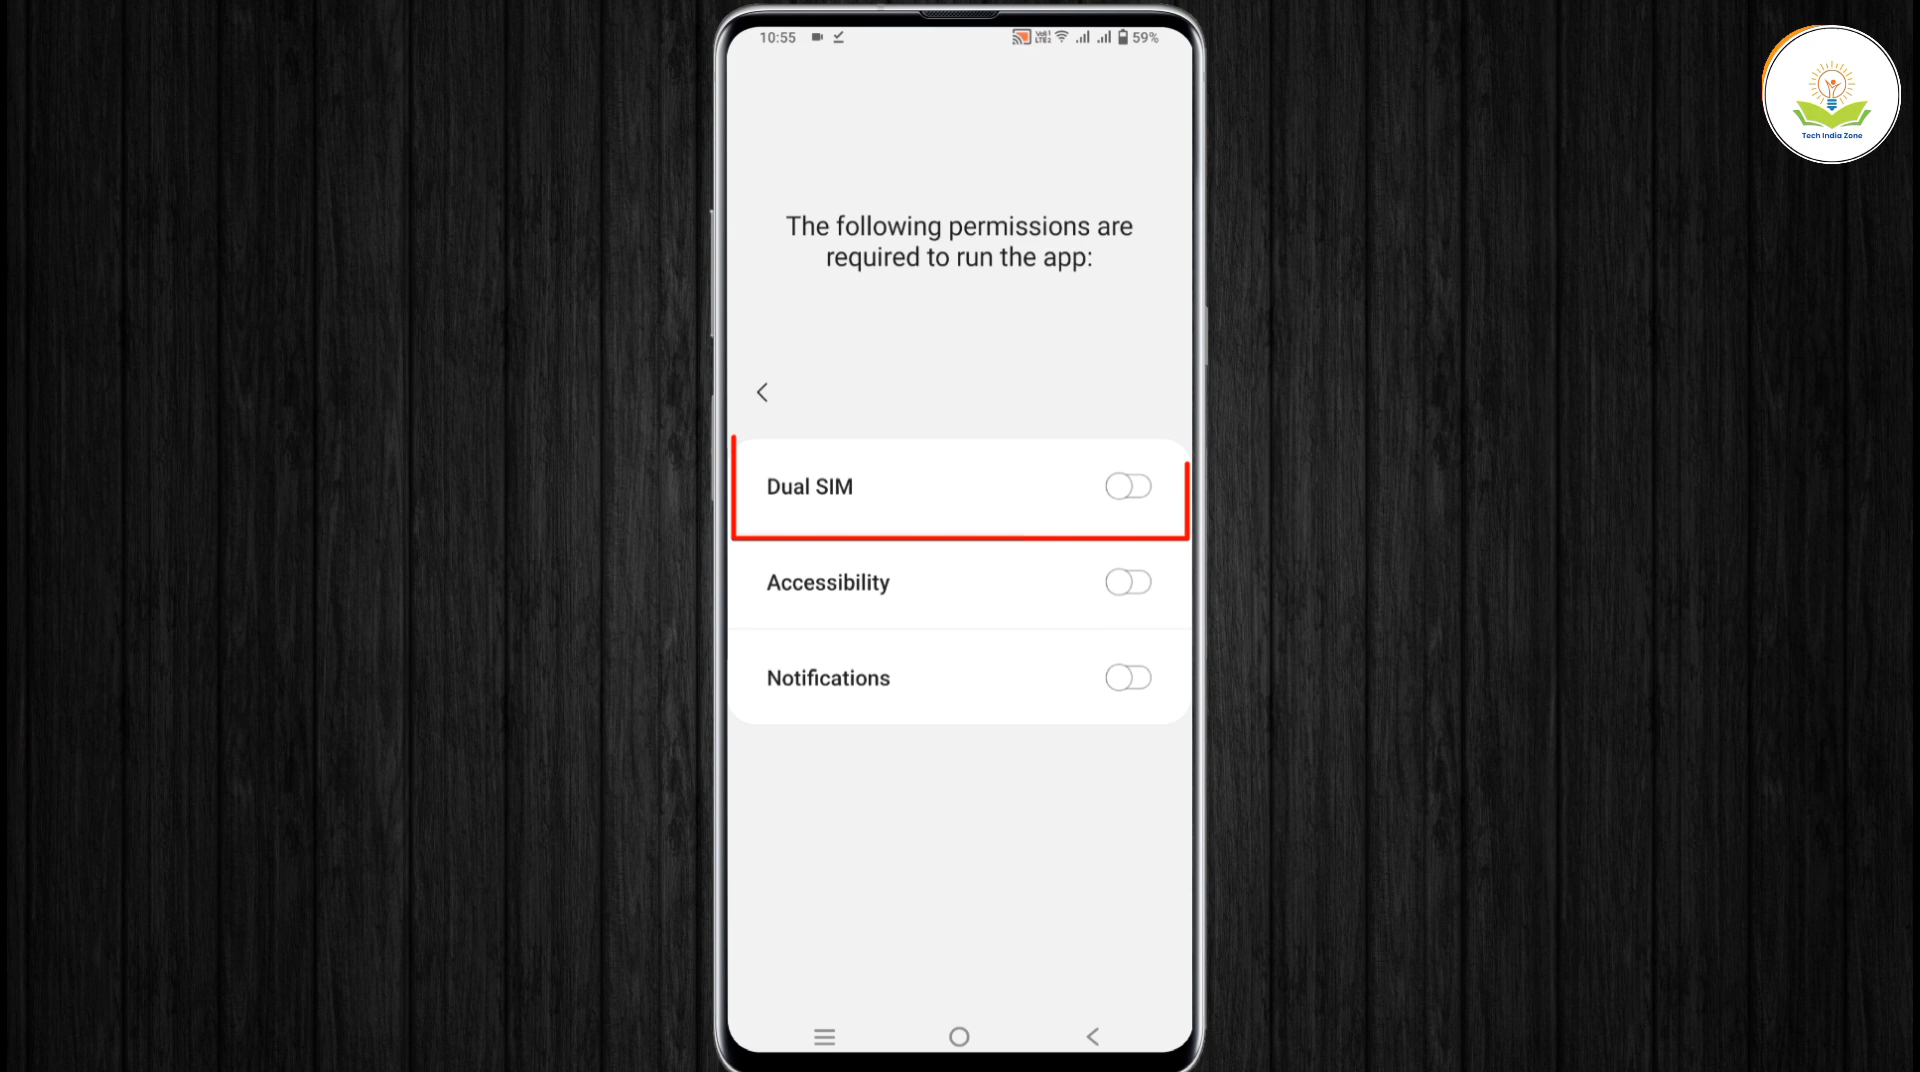 10:55
59%
Tech India Zone
The following permissions are
required to run the app:
Dual SIM
Accessibility
Notifications